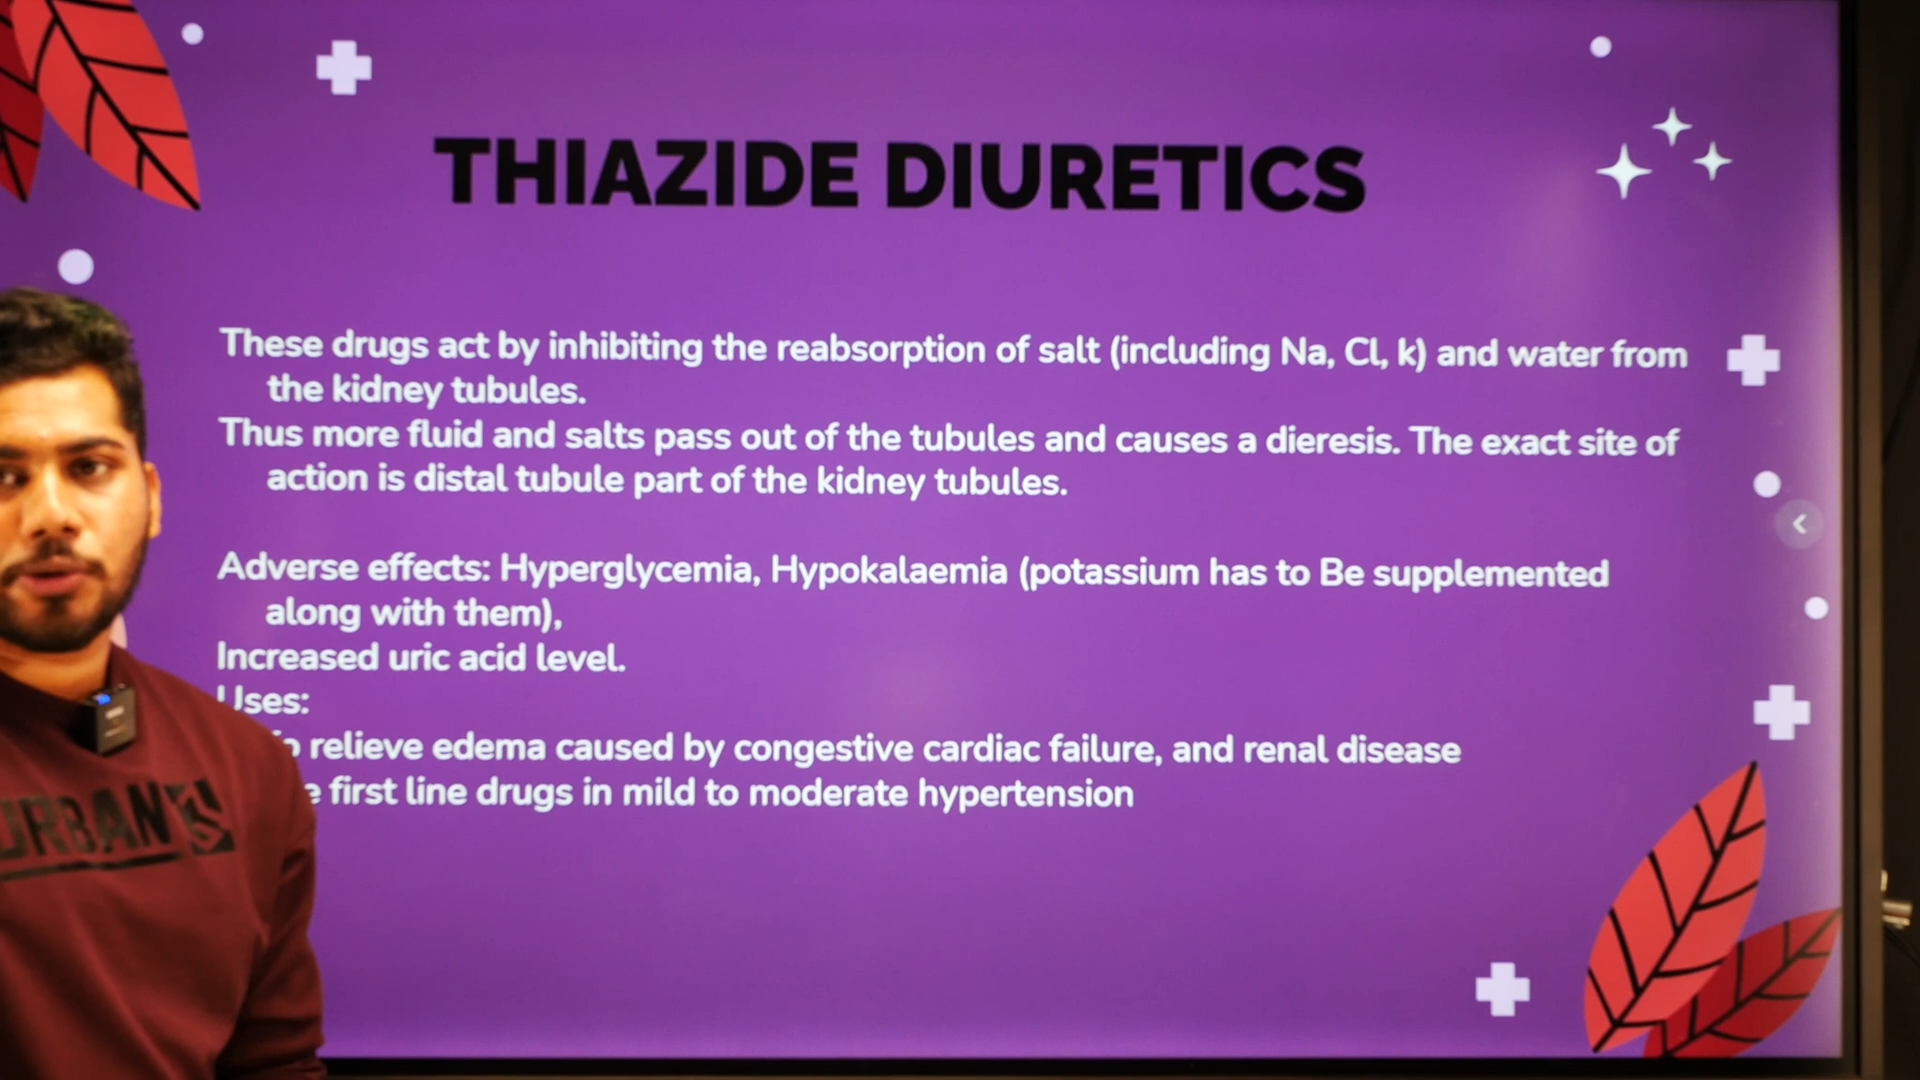 THIAZIDE DIURETICS
These drugs act by inhibiting the reabsorption of salt (including Na, Cl, k) and water from
the kidney tubules.
Thus more fluid and salts pass out of the tubules and causes a dieresis. The exact site of
action is distal tubule part of the kidney tubules.
Adverse effects: Hyperglycemia, Hypokalaemia (potassium has to Be supplemented
along with them),
Increased uric acid level.
Uses:
relieve edema caused by congestive cardiac failure, and renal disease
first line drugs in mild to moderate hypertension
URBAN